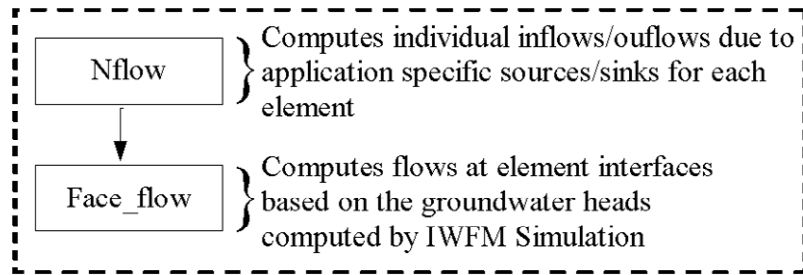 Nflow
Computes individual inflows/ouflows due to
application specific sources/sinks for each
element
Face_flow
Computes flows at element interfaces
based on the groundwater heads
computed by IWFM Simulation